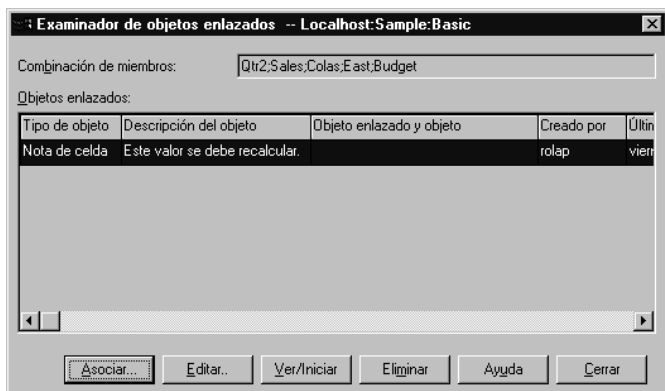 Examinador de objetos enlazados -- Localhost:Sample:Basic
Combinación de miembros: Qtr2;Sales;Colas;East;Budget
Objetos enlazados:
Tipo de objeto Descripción del objeto Objeto enlazado y objeto Creado por Últin
Nota de celda Este valor se debe recalcular. rolap vierr
Asociar... Editar.. Ver/Iniciar Eliminar Ayuda Cerrar